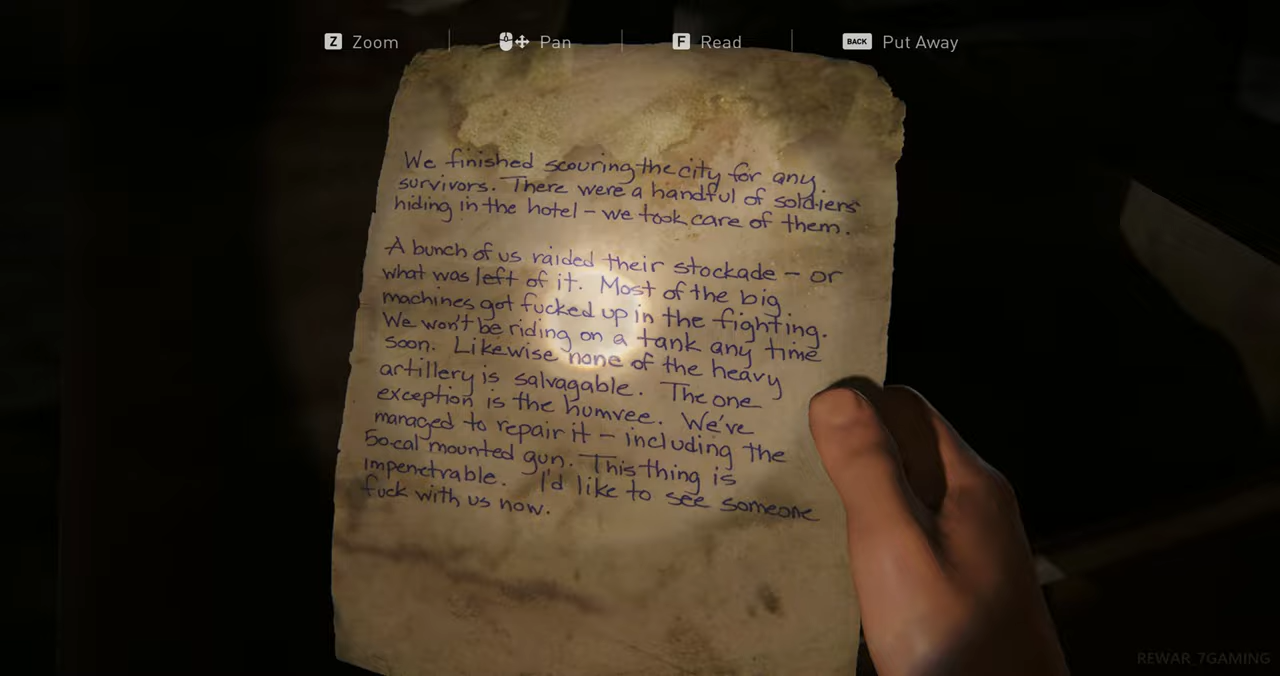 Z Zoom
Pan
F Read
BACK Put Away
We finished scouring the city for any
survivors. There were a handful of soldiers
hiding in the hotel – we took care of them.
A bunch of us raided their stockade – or
what was left of it. Most of the big
machines got fucked up in the fighting.
We won't be riding on a tank any time
soon. Likewise none of the heavy
artillery is salvagable. The one
exception is the humvee. We've
managed to repair it – including the
50cal mounted gun. This thing is
impenetrable. I'd like to see someone
fuck with us now.
REWAR_7GAMING